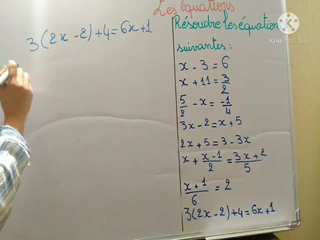 Les équations
Résoudre les équations
suivantes :
3(2x-2)+4=6x+1
x - 3 = 6
x + 11 = 3/2
5/2 - x = -1/4
3x - 2 = x + 5
2x + 5 = 3 - 3x
x + (x-1)/2 = (3x+2)/5
(x+1)/6 = 2
3(2x-2)+4=6x+1